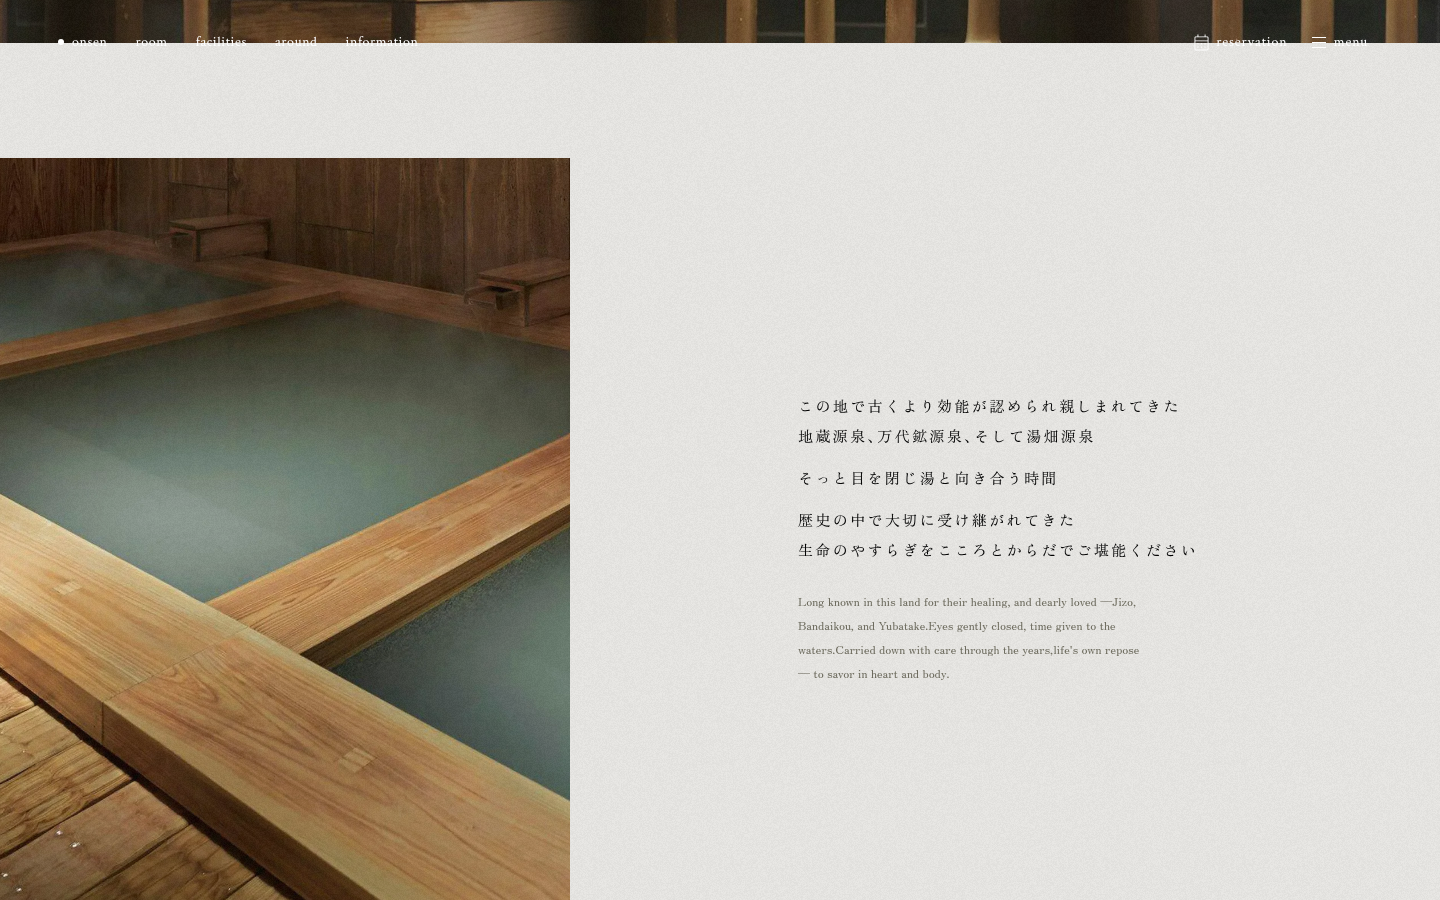 onsen room facilities around information reservation menu
この地で古くより効能が認められ親しまれてきた
地蔵源泉、万代鉱源泉、そして湯畑源泉
そっと目を閉じ湯と向き合う時間
歴史の中で大切に受け継がれてきた
生命のやすらぎをこころとからだでご堪能ください
Long known in this land for their healing, and dearly loved —Jizo,
Bandaikou, and Yubatake.Eyes gently closed, time given to the
waters.Carried down with care through the years,life's own repose
— to savor in heart and body.